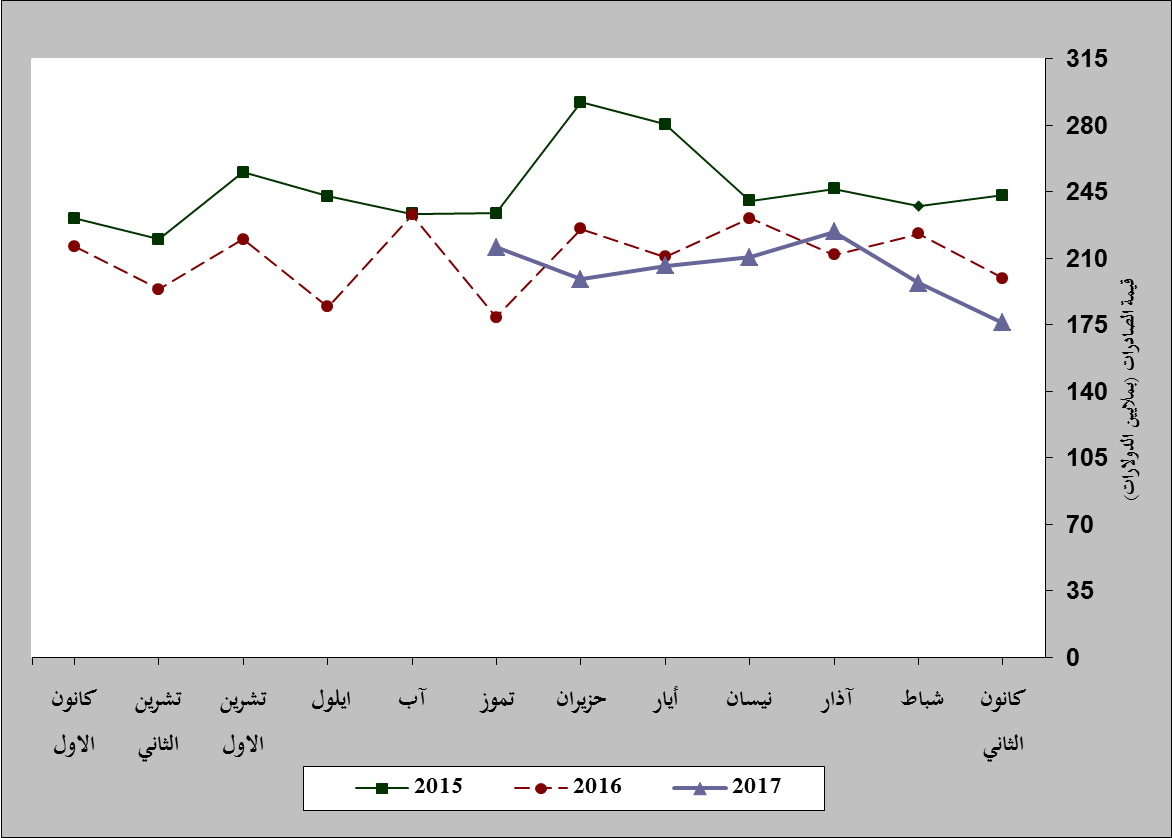 315
280
245
210
175
140
105
70
35
0
قيمة الصادرات (بملايين الدولارات)
كانون الثاني
شباط
آذار
نيسان
أيار
حزيران
تموز
آب
ايلول
تشرين الاول
تشرين الثاني
كانون الاول
2015 2016 2017